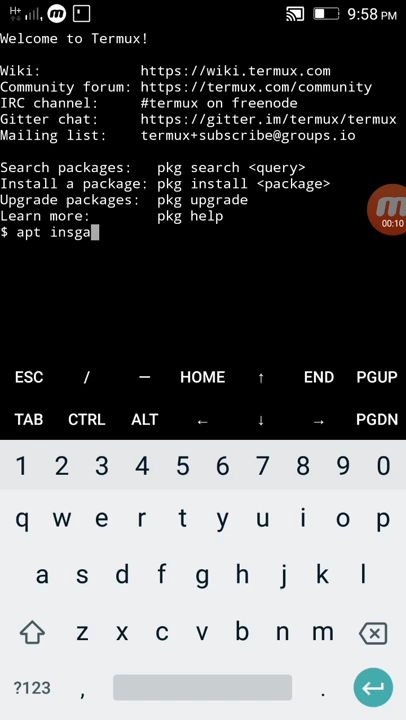 H+ 9:58 PM
Welcome to Termux!
Wiki: https://wiki.termux.com
Community forum: https://termux.com/community
IRC channel: #termux on freenode
Gitter chat: https://gitter.im/termux/termux
Mailing list: termux+subscribe@groups.io
Search packages: pkg search <query>
Install a package: pkg install <package>
Upgrade packages: pkg upgrade
Learn more: pkg help
$ apt insga
00:10
ESC / — HOME ↑ END PGUP
TAB CTRL ALT ← ↓ → PGDN
1 2 3 4 5 6 7 8 9 0
q w e r t y u i o p
a s d f g h j k l
z x c v b n m
?123 , .